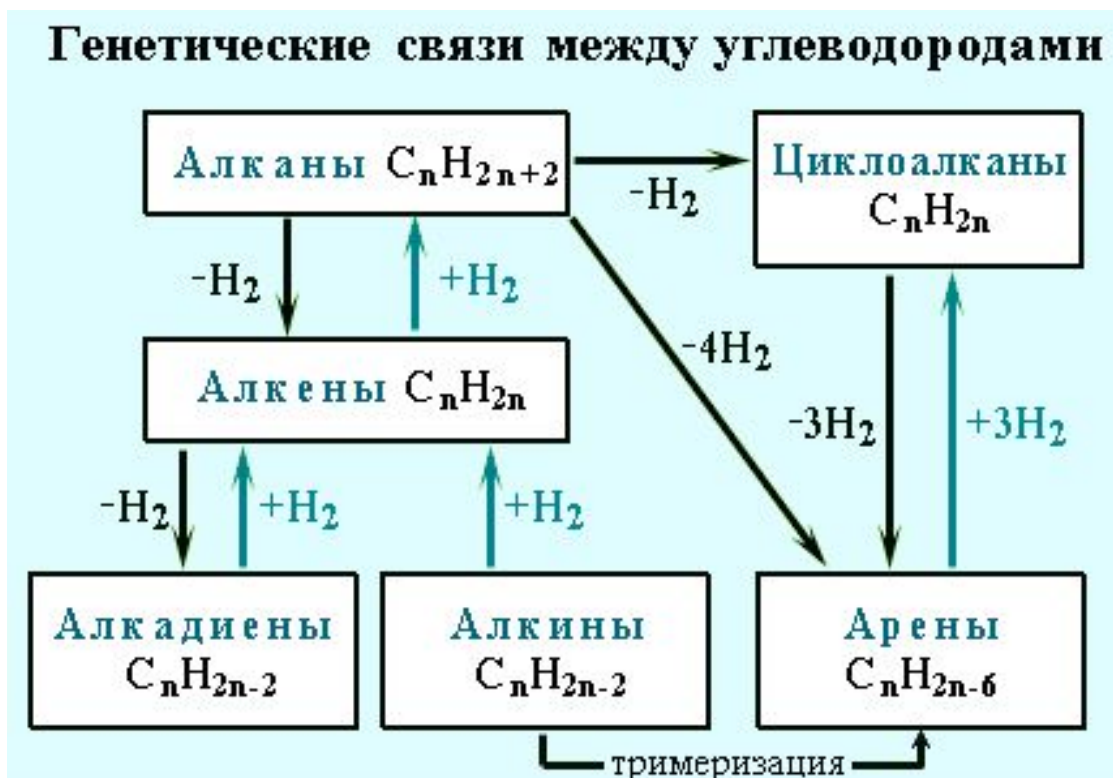 Генетические связи между углеводородами
Алканы CnH2n+2
-H2
Циклоалканы
CnH2n
-H2
+H2
-4H2
Алкены CnH2n
-3H2
+3H2
-H2
+H2
+H2
Алкадиены
CnH2n-2
Алкины
CnH2n-2
Арены
CnH2n-6
тримеризация